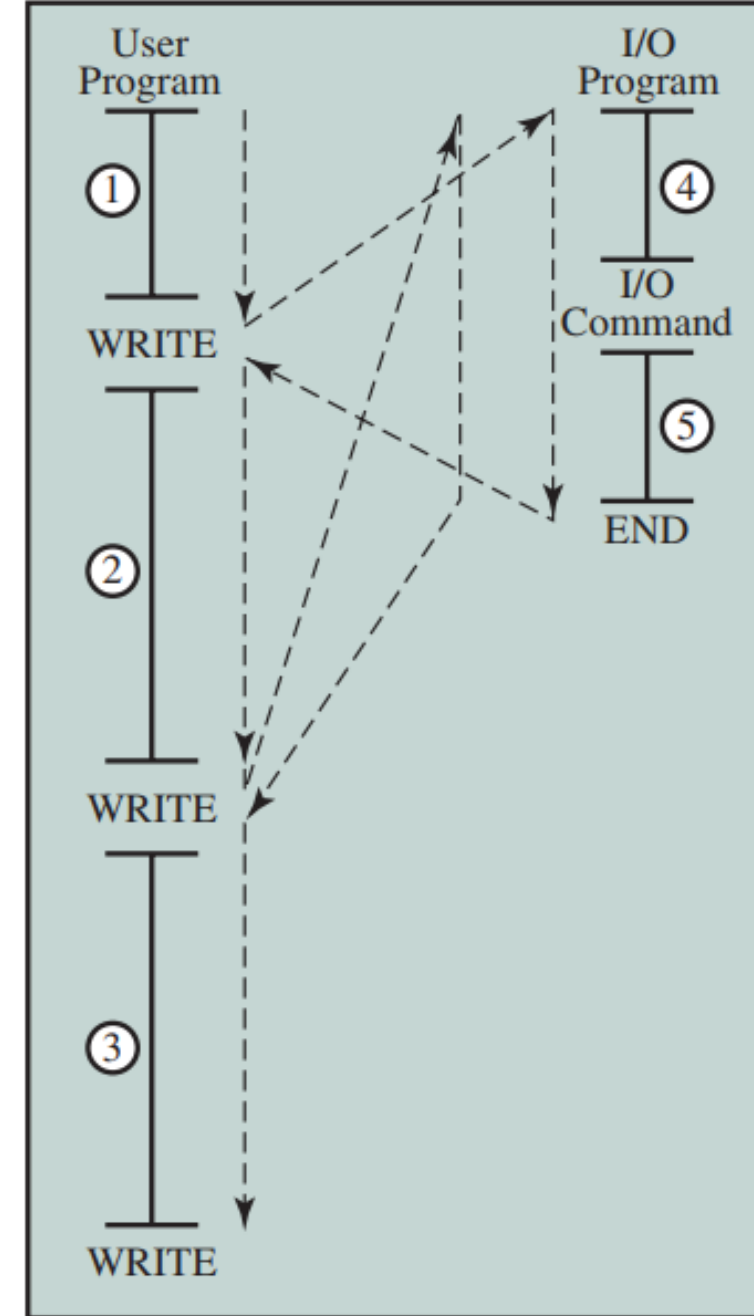 User
Program
1
WRITE
2
WRITE
3
WRITE
I/O
Program
4
I/O
Command
5
END